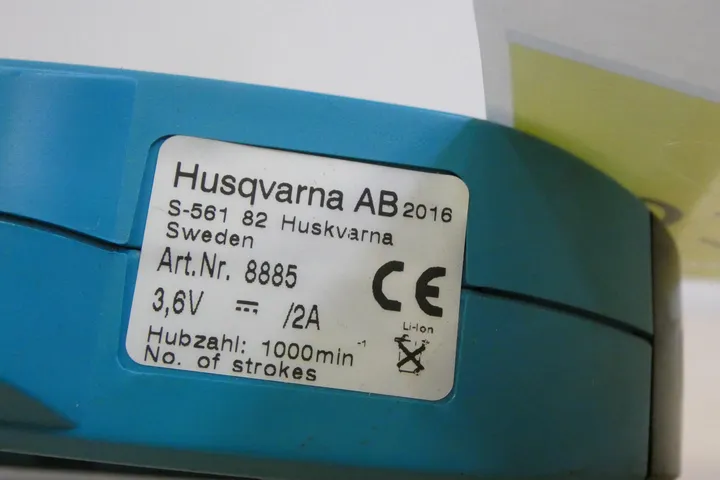 Husqvarna AB 2016
S-561 82 Huskvarna
Sweden
Art.Nr. 8885
3,6V ⎓ /2A
CE
Li-Ion
Hubzahl: 1000min⁻¹
No. of strokes